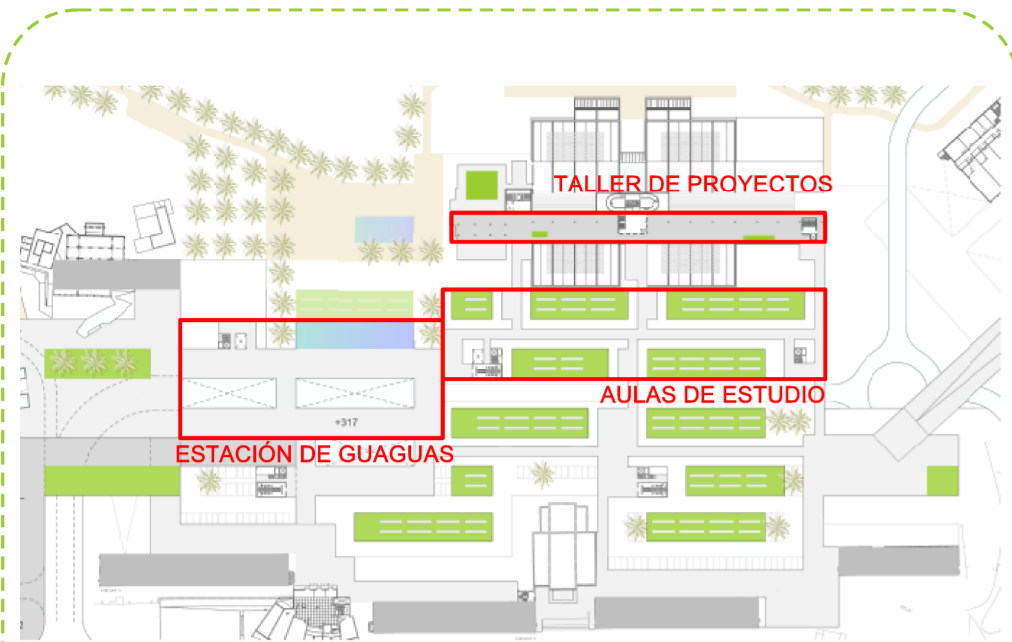 TALLER DE PROYECTOS
AULAS DE ESTUDIO
+317
ESTACIÓN DE GUAGUAS